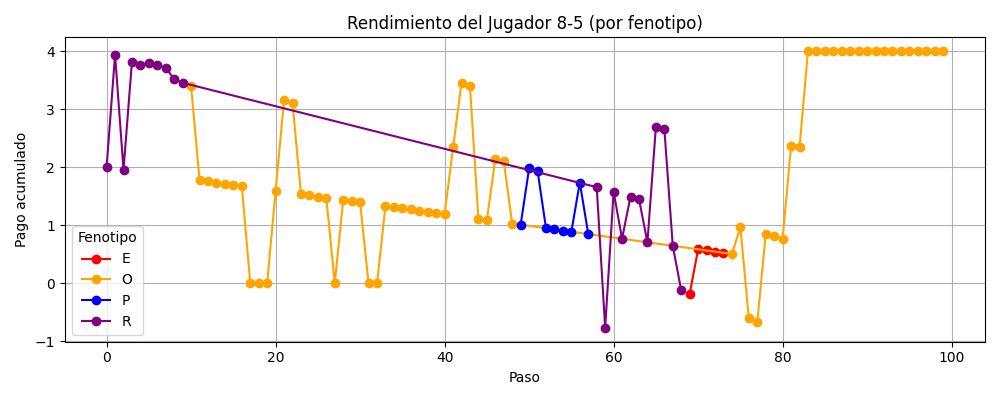 Rendimiento del Jugador 8-5 (por fenotipo)
Pago acumulado
4
3
2
1
0
−1
Fenotipo
E
O
P
R
0
20
40
60
80
100
Paso